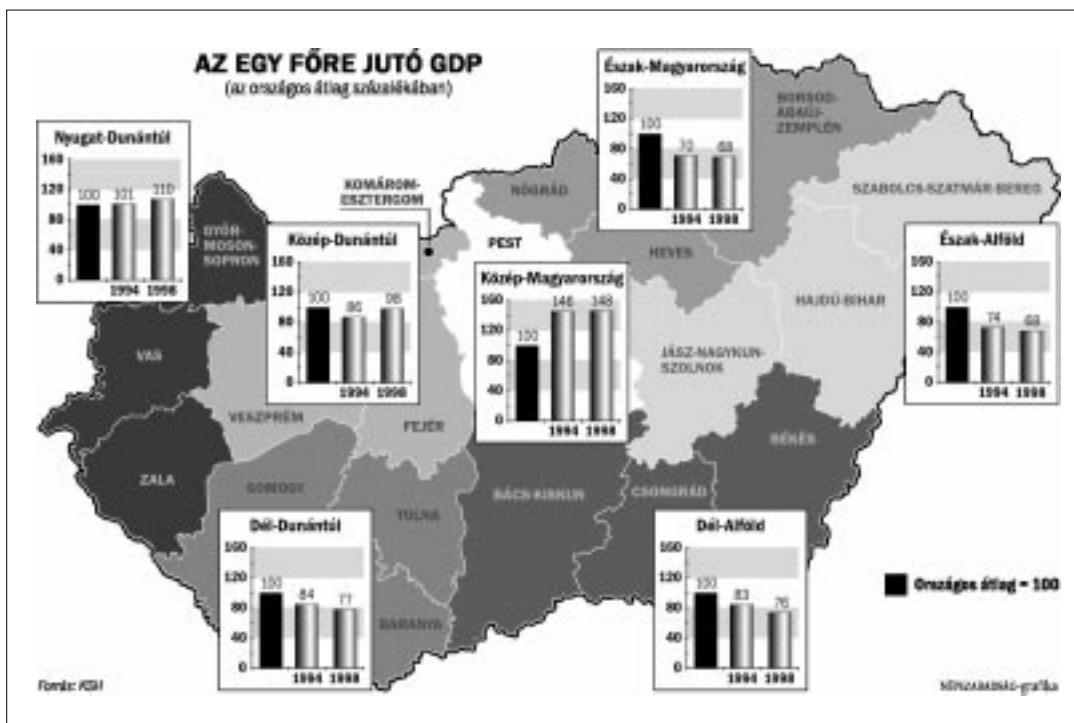 AZ EGY FŐRE JUTÓ GDP
(az országos átlag százalékában)
Nyugat-Dunántúl
160
120
80
40
0
100
101
110
1994
1998
Észak-Magyarország
160
120
80
40
0
100
70
68
1994
1998
BORSOD-
ABAÚJ-
ZEMPLÉN
NÓGRÁD
SZABOLCS-SZATMÁR-BEREG
KOMÁROM-
ESZTERGOM
GYŐR-
MOSON-
SOPRON
PEST
HEVES
Közép-Dunántúl
160
120
80
40
0
100
86
98
1994
1998
Közép-Magyarország
160
120
80
40
0
100
146
148
1994
1998
Észak-Alföld
160
120
80
40
0
100
74
68
1994
1998
HAJDÚ-BIHAR
JÁSZ-NAGYKUN-
SZOLNOK
VAS
VESZPRÉM
FEJÉR
BÉKÉS
ZALA
SOMOGY
TOLNA
BÁCS-KISKUN
CSONGRÁD
Dél-Dunántúl
160
120
80
40
0
100
84
77
1994
1998
BARANYA
Dél-Alföld
160
120
80
40
0
100
83
76
1994
1998
Országos átlag = 100
Forrás: KSH
NÉPSZABADSÁG-grafika